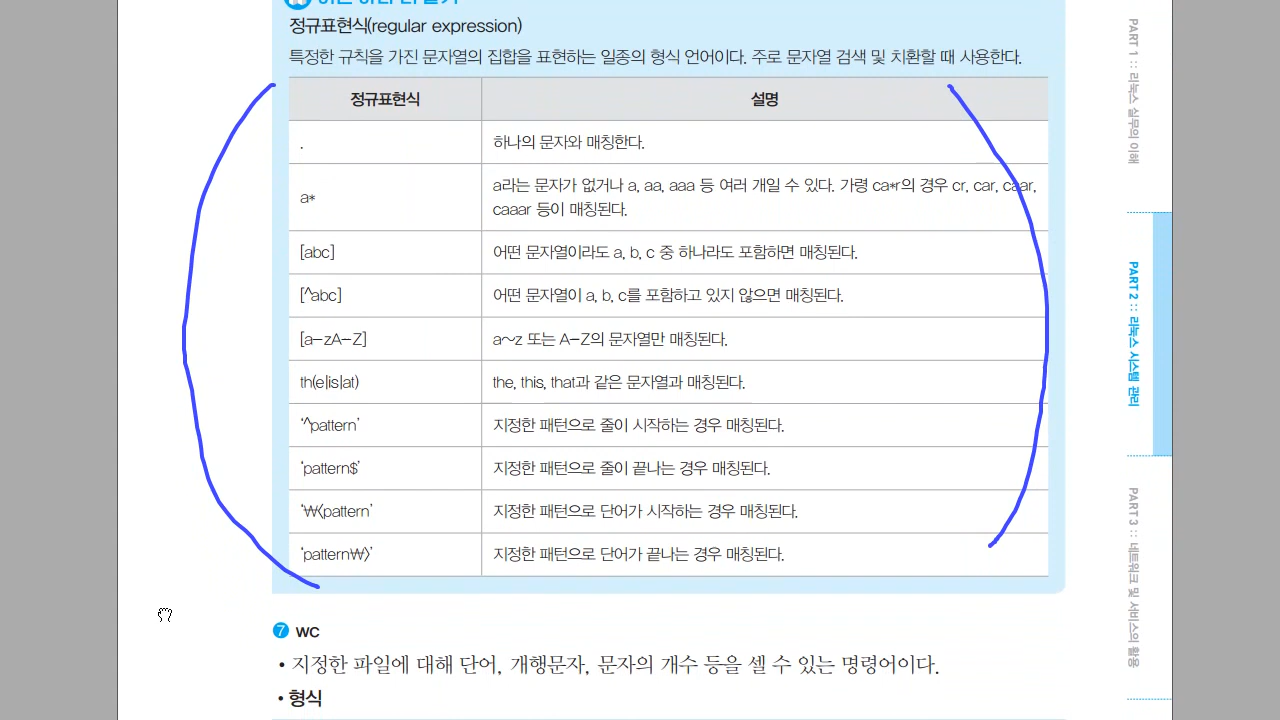 정규표현식(regular expression)
특정한 규칙을 가진 문자열의 집합을 표현하는 일종의 형식 언어이다. 주로 문자열 검색 및 치환할 때 사용한다.
정규표현식 설명
. 하나의 문자와 매칭한다.
a* a라는 문자가 없거나 a, aa, aaa 등 여러 개일 수 있다. 가령 ca*r의 경우 cr, car, caar,
caaar 등이 매칭된다.
[abc] 어떤 문자열이라도 a, b, c 중 하나라도 포함하면 매칭된다.
[^abc] 어떤 문자열이 a, b, c를 포함하고 있지 않으면 매칭된다.
[a-zA-Z] a~z 또는 A-Z의 문자열만 매칭된다.
th(e|is|at) the, this, that과 같은 문자열과 매칭된다.
‘^pattern’ 지정한 패턴으로 줄이 시작하는 경우 매칭된다.
‘pattern$’ 지정한 패턴으로 줄이 끝나는 경우 매칭된다.
‘₩<pattern’ 지정한 패턴으로 단어가 시작하는 경우 매칭된다.
‘pattern₩>’ 지정한 패턴으로 단어가 끝나는 경우 매칭된다.
7 wc
• 지정한 파일에 대해 단어, 개행문자, 문자의 개수 등을 셀 수 있는 명령어이다.
• 형식
PART 1 :: 리눅스 실무의 이해
PART 2 :: 리눅스 시스템 관리
PART 3 :: 네트워크 및 서비스의 활용